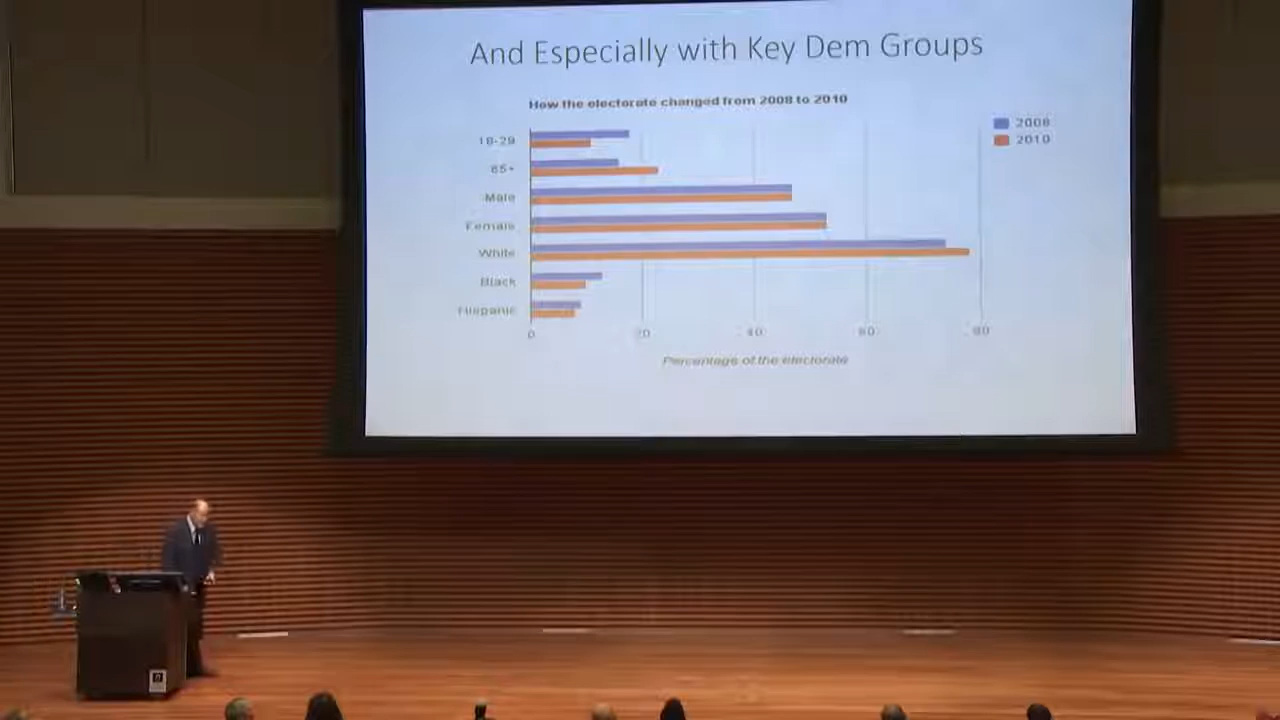 And Especially with Key Dem Groups
How the electorate changed from 2008 to 2010
2008
2010
18-29
65+
Male
Female
White
Black
Hispanic
0 20 40 60 80
Percentage of the electorate